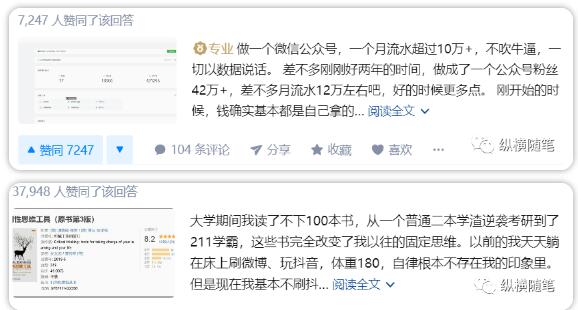 7,247 人赞同了该回答
专业 做一个微信公众号，一个月流水超过10万+，不吹牛逼，一
切以数据说话。 差不多刚刚好两年的时间，做成了一个公众号粉丝
42万+，差不多月流水12万左右吧，好的时候更多点。 刚开始的时
候，钱确实基本都是自己拿的... 阅读全文
赞同 7247
104 条评论 分享 收藏 喜欢 ...
纵横随笔
37,948 人赞同了该回答
性思维工具（原书第3版）
8.2
大学期间我读了不下100本书，从一个普通二本学渣逆袭考研到了
211学霸，这些书完全改变了我以往的固定思维。以前的我天天躺
在床上刷微博、玩抖音，体重180，自律根本不存在我的印象里。
但是现在我基本不刷抖... 阅读全文
纵横随笔